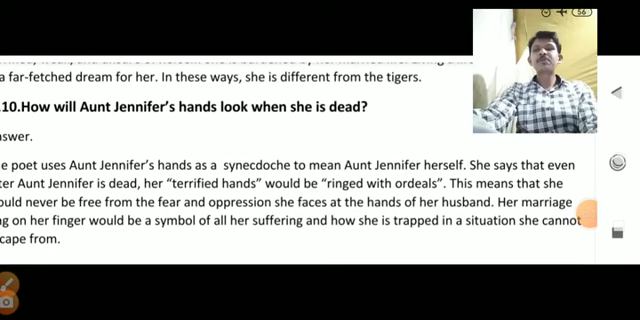 56
a far-fetched dream for her. In these ways, she is different from the tigers.
.10.How will Aunt Jennifer's hands look when she is dead?
swer.
e poet uses Aunt Jennifer's hands as a synecdoche to mean Aunt Jennifer herself. She says that even
ter Aunt Jennifer is dead, her "terrified hands" would be "ringed with ordeals". This means that she
ould never be free from the fear and oppression she faces at the hands of her husband. Her marriage
ng on her finger would be a symbol of all her suffering and how she is trapped in a situation she cannot
cape from.